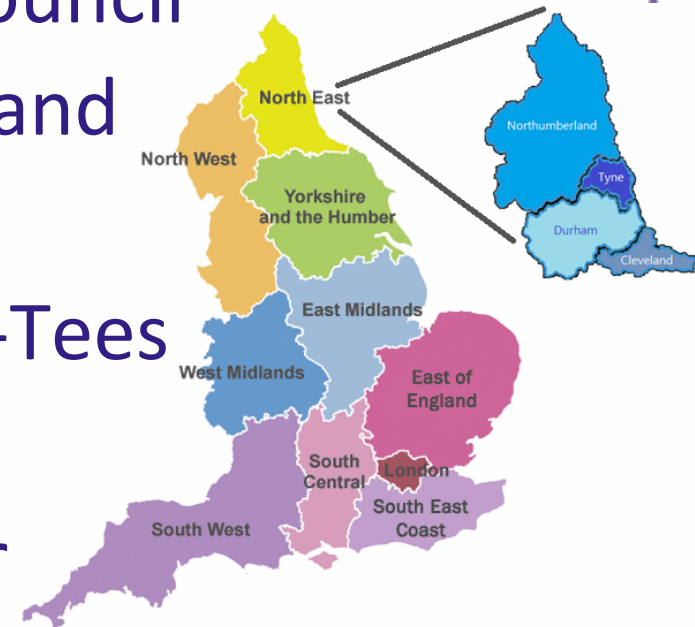 ouncil
and
-Tees
North East
North West
Yorkshire
and the Humber
East Midlands
West Midlands
East of
England
South
Central
London
South East
Coast
South West
Northumberland
Tyne
Durham
Cleveland